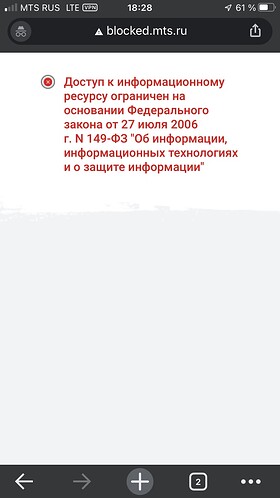 MTS RUS LTE VPN 18:28 61 %
blocked.mts.ru
Доступ к информационному
ресурсу ограничен на
основании Федерального
закона от 27 июля 2006
г. N 149-ФЗ "Об информации,
информационных технологиях
и о защите информации"
2